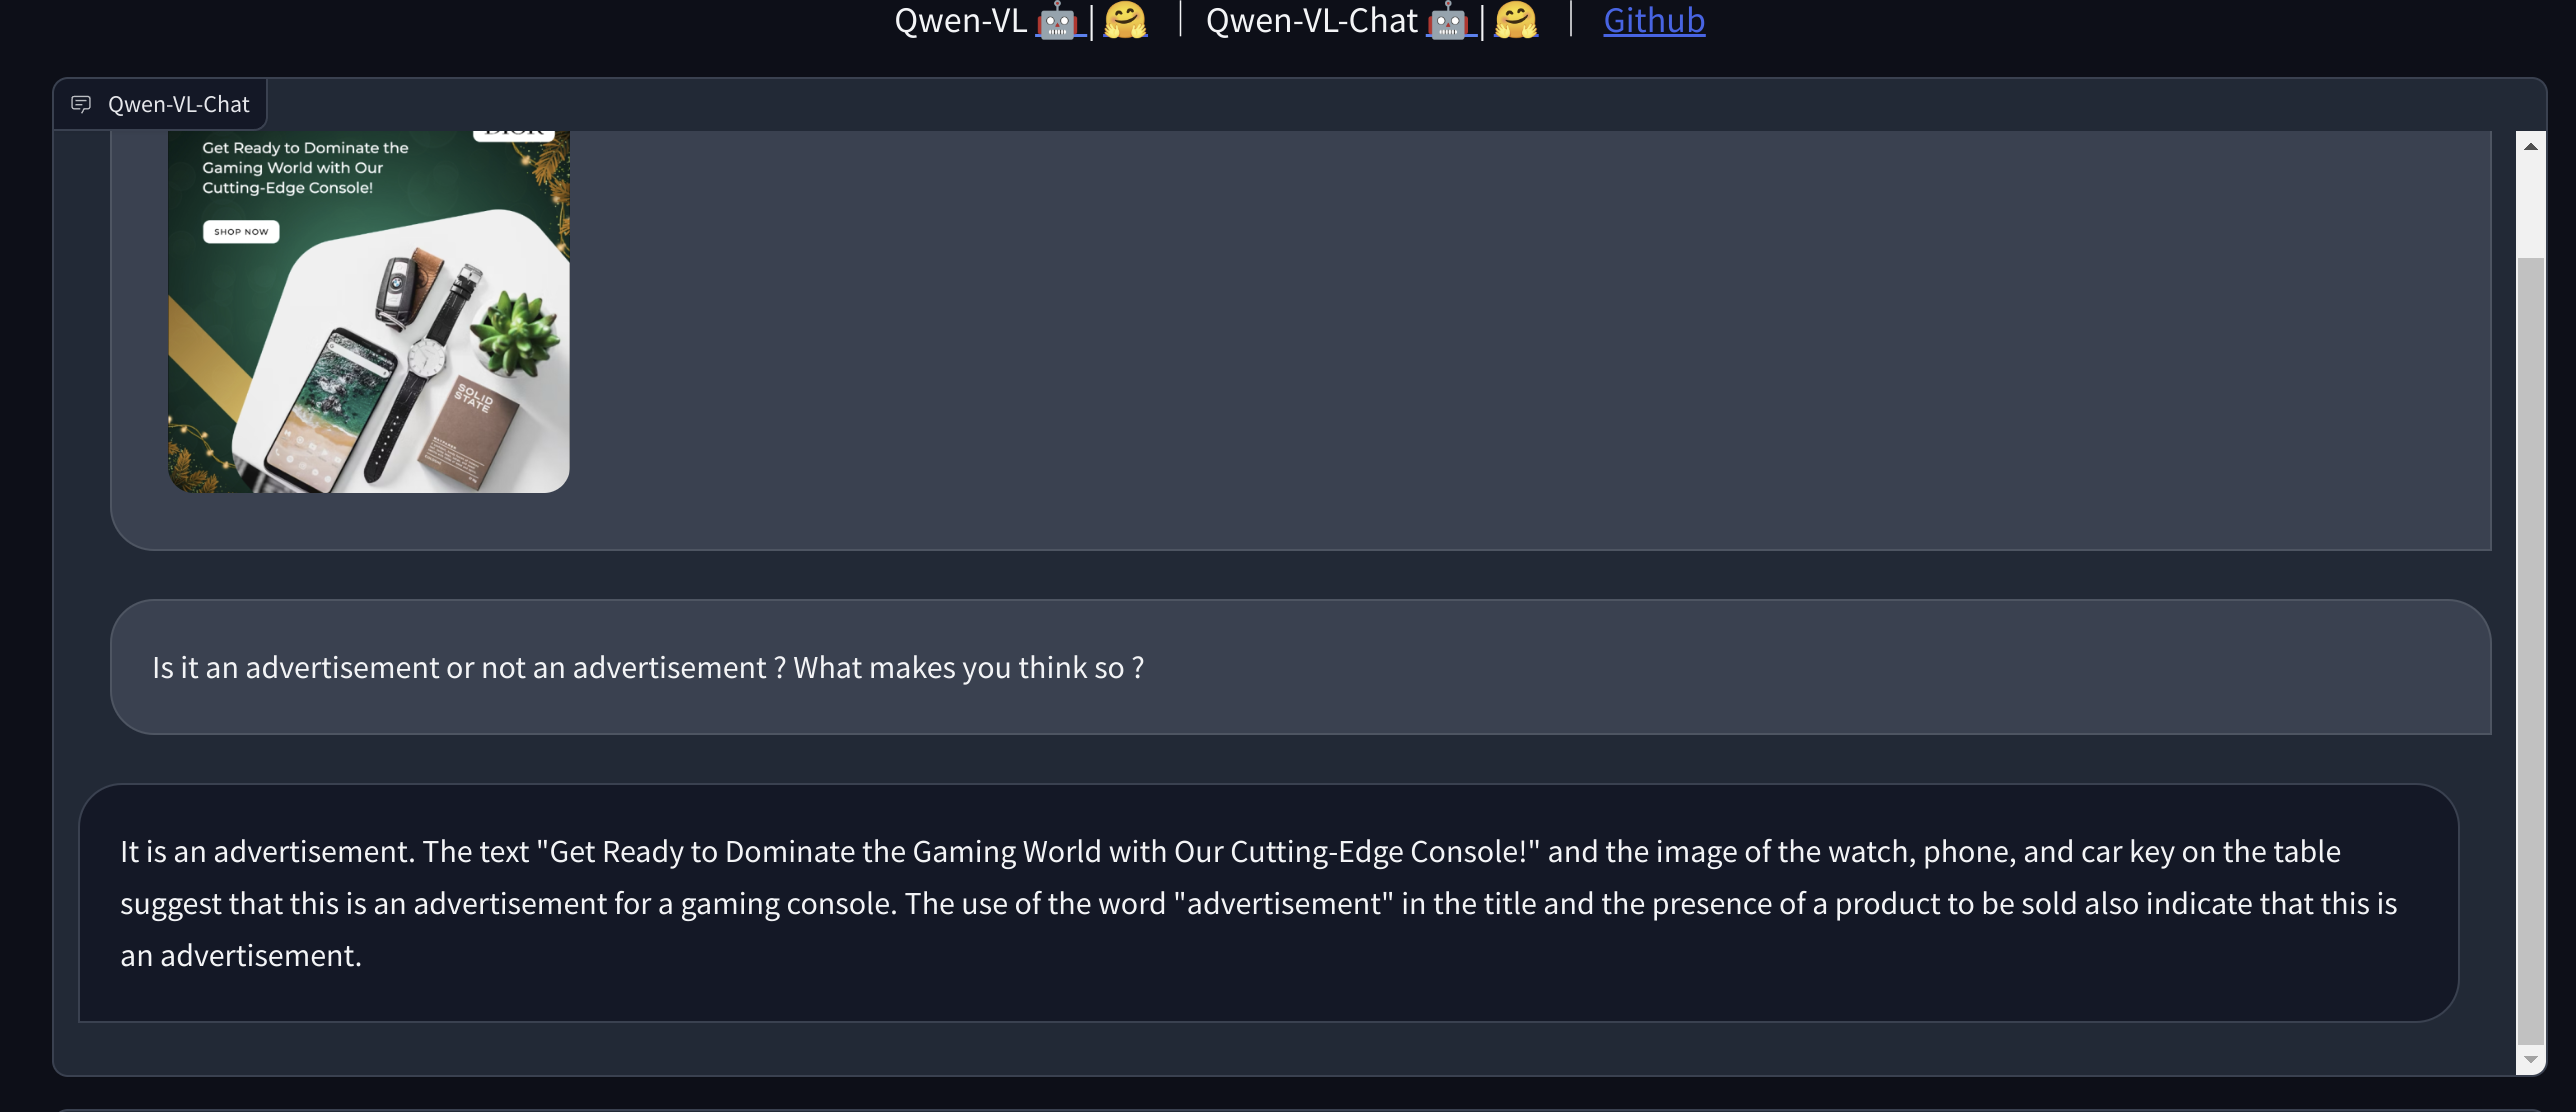 Qwen-VL 🤖 | 🤗 | Qwen-VL-Chat 🤖 | 🤗 | Github
Qwen-VL-Chat
Get Ready to Dominate the
Gaming World with Our
Cutting-Edge Console!
SHOP NOW
SOLID
STATE
Is it an advertisement or not an advertisement ? What makes you think so ?
It is an advertisement. The text "Get Ready to Dominate the Gaming World with Our Cutting-Edge Console!" and the image of the watch, phone, and car key on the table
suggest that this is an advertisement for a gaming console. The use of the word "advertisement" in the title and the presence of a product to be sold also indicate that this is
an advertisement.